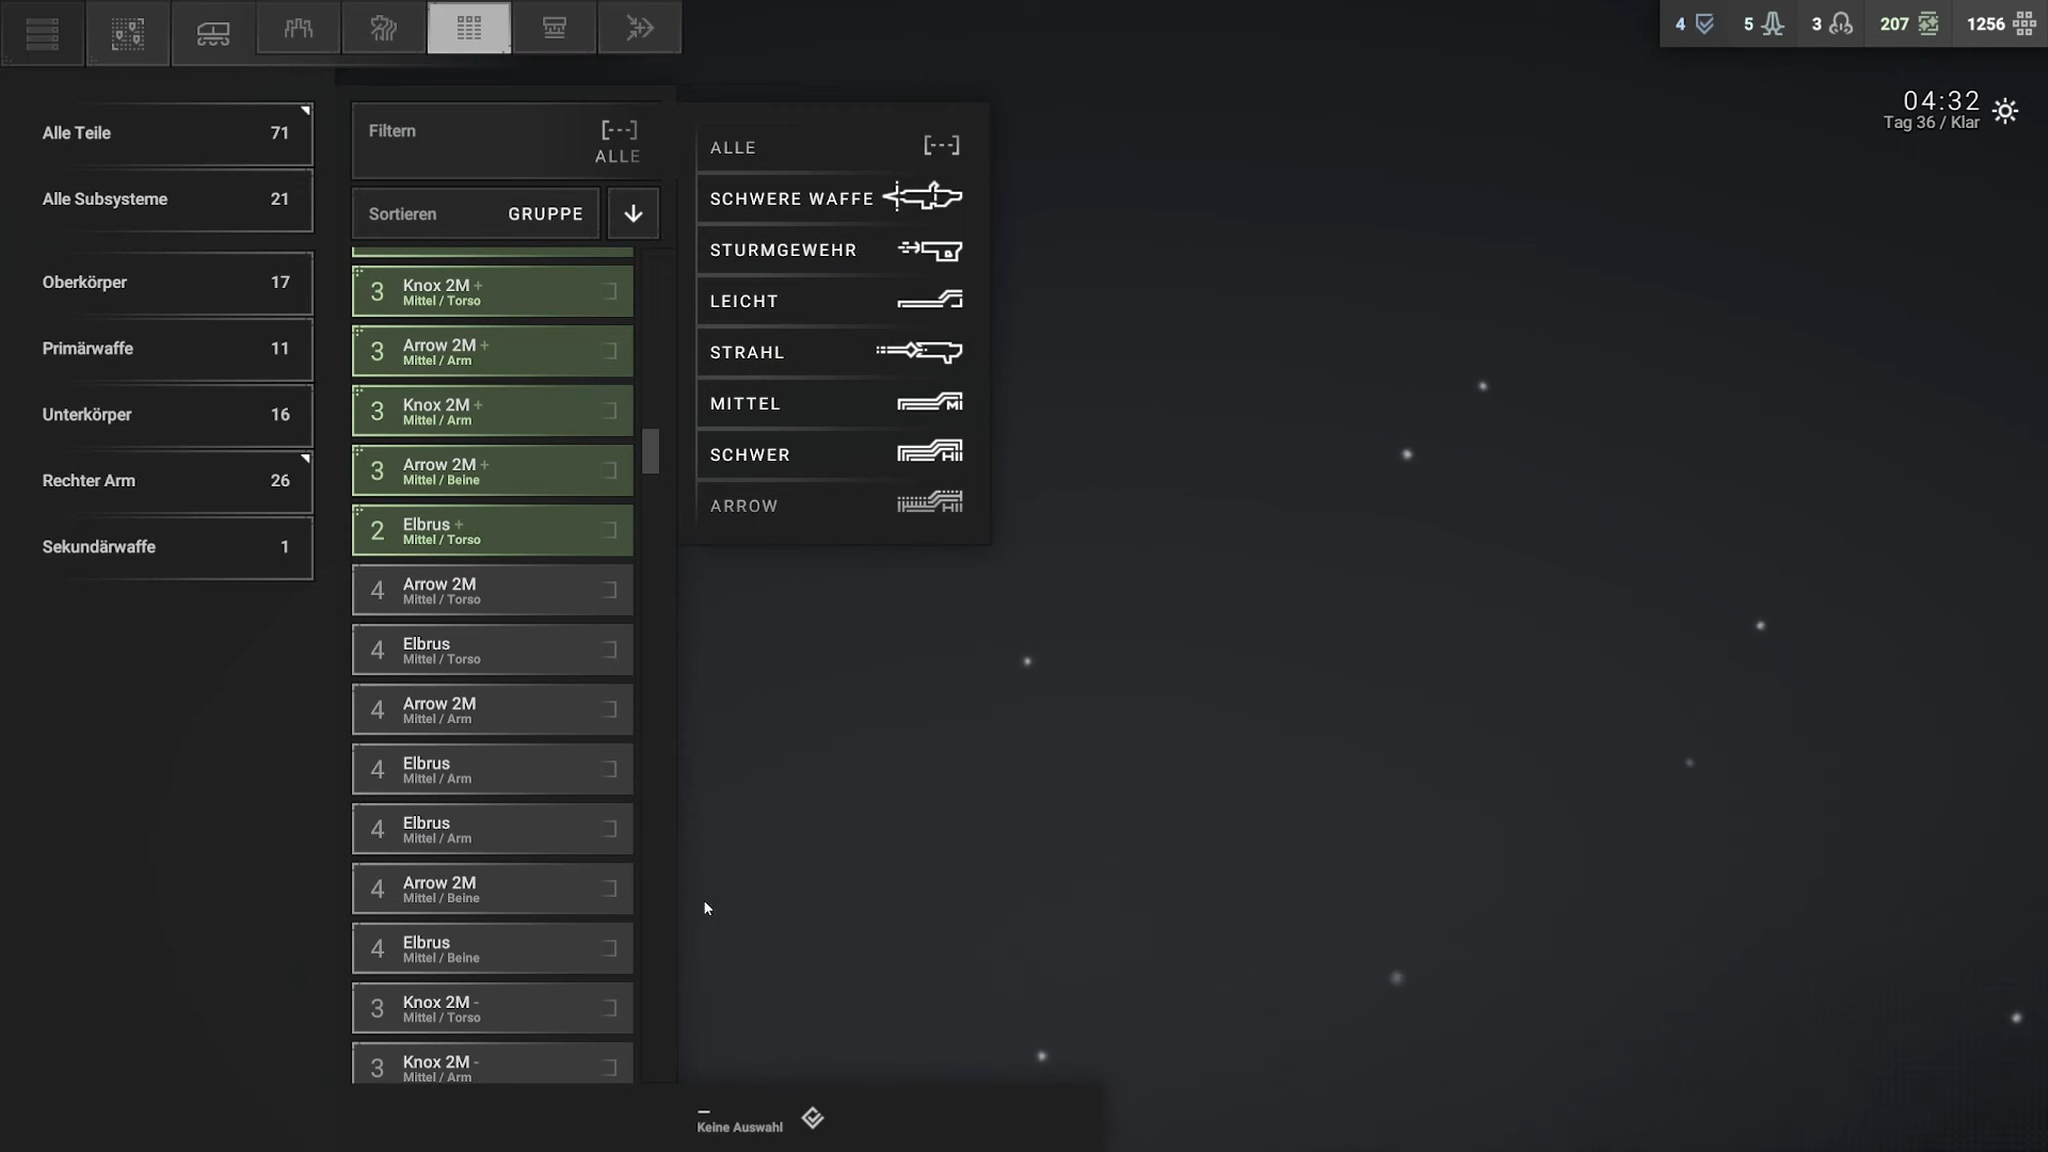 4
5
3
207
1256
04:32
Tag 36 / Klar
Alle Teile 71
Alle Subsysteme 21
Oberkörper 17
Primärwaffe 11
Unterkörper 16
Rechter Arm 26
Sekundärwaffe 1
Filtern [---]
ALLE
Sortieren GRUPPE
3 Knox 2M +
Mittel / Torso
3 Arrow 2M +
Mittel / Arm
3 Knox 2M +
Mittel / Arm
3 Arrow 2M +
Mittel / Beine
2 Elbrus +
Mittel / Torso
4 Arrow 2M
Mittel / Torso
4 Elbrus
Mittel / Torso
4 Arrow 2M
Mittel / Arm
4 Elbrus
Mittel / Arm
4 Elbrus
Mittel / Arm
4 Arrow 2M
Mittel / Beine
4 Elbrus
Mittel / Beine
3 Knox 2M -
Mittel / Torso
3 Knox 2M -
Mittel / Arm
ALLE [---]
SCHWERE WAFFE
STURMGEWEHR
LEICHT
STRAHL
MITTEL
SCHWER
ARROW
–
Keine Auswahl